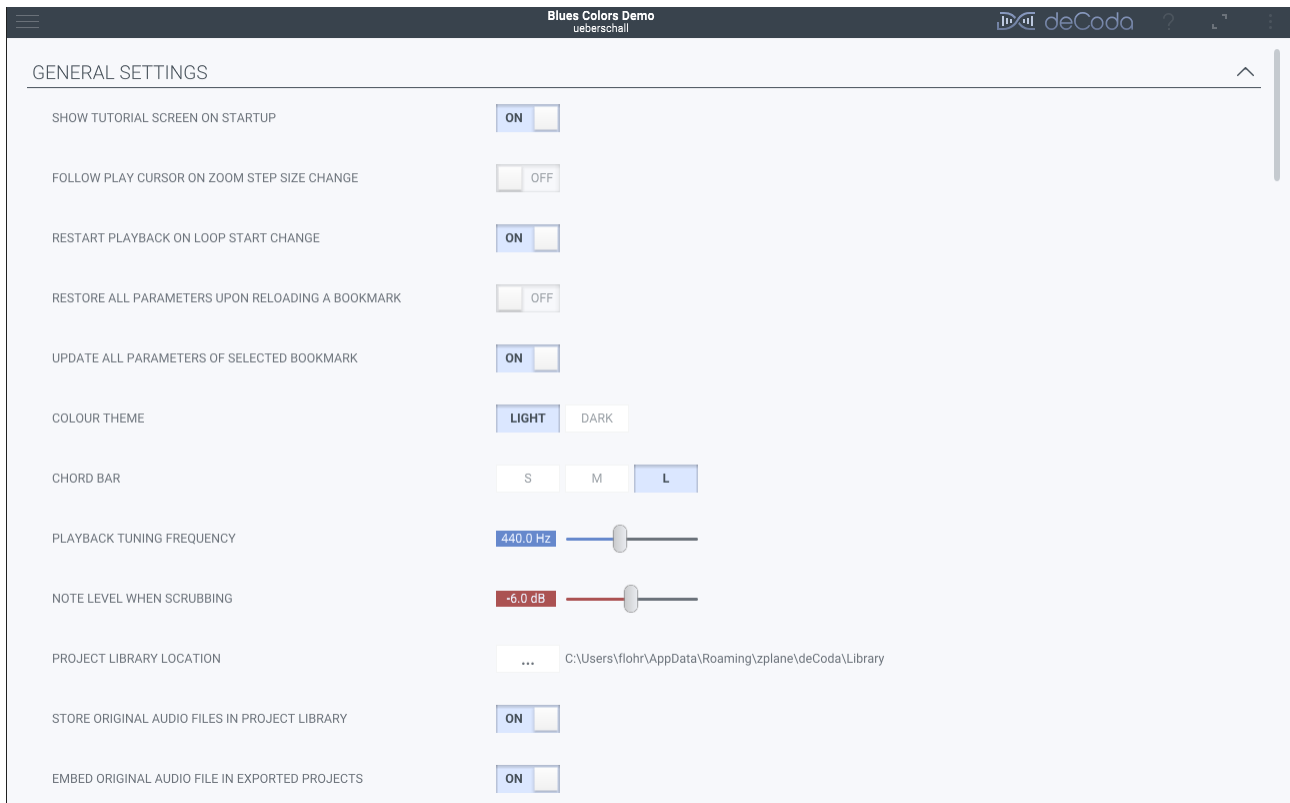 Blues Colors Demo
ueberschall
deCoda ?
GENERAL SETTINGS
SHOW TUTORIAL SCREEN ON STARTUP ON
FOLLOW PLAY CURSOR ON ZOOM STEP SIZE CHANGE OFF
RESTART PLAYBACK ON LOOP START CHANGE ON
RESTORE ALL PARAMETERS UPON RELOADING A BOOKMARK OFF
UPDATE ALL PARAMETERS OF SELECTED BOOKMARK ON
COLOUR THEME LIGHT DARK
CHORD BAR S M L
PLAYBACK TUNING FREQUENCY 440.0 Hz
NOTE LEVEL WHEN SCRUBBING -6.0 dB
PROJECT LIBRARY LOCATION ... C:\Users\flohr\AppData\Roaming\zplane\deCoda\Library
STORE ORIGINAL AUDIO FILES IN PROJECT LIBRARY ON
EMBED ORIGINAL AUDIO FILE IN EXPORTED PROJECTS ON